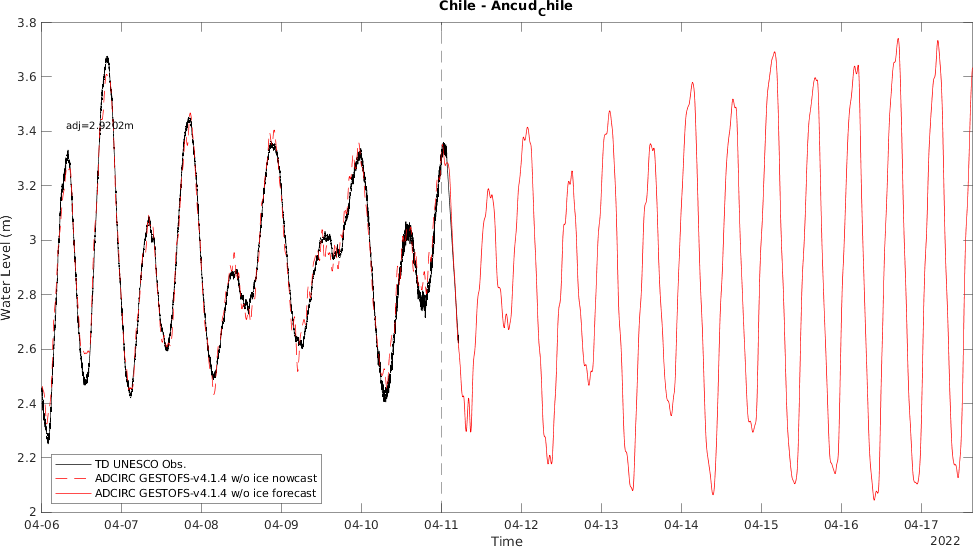 Chile - AncudChile
3.8
3.6
3.4
3.2
3
2.8
2.6
2.4
2.2
2
Water Level (m)
adj=2.9202m
TD UNESCO Obs.
ADCIRC GESTOFS-v4.1.4 w/o ice nowcast
ADCIRC GESTOFS-v4.1.4 w/o ice forecast
04-06 04-07 04-08 04-09 04-10 04-11 04-12 04-13 04-14 04-15 04-16 04-17
Time
2022